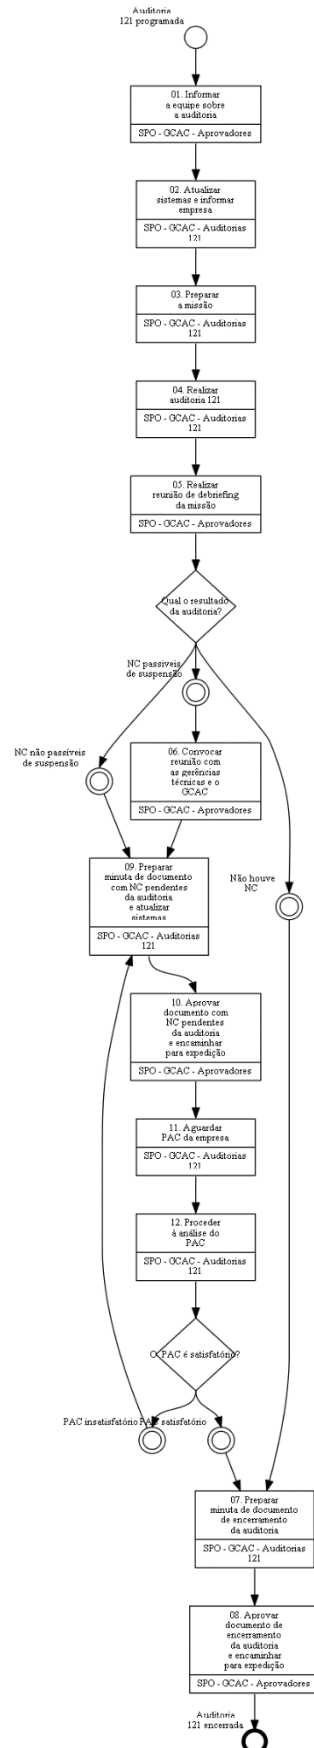 Auditoria
121 programada
01. Informar
a equipe sobre
a auditoria
SPO - GCAC - Aprovadores
02. Atualizar
sistemas e informar
empresa
SPO - GCAC - Auditorias
121
03. Preparar
a missão
SPO - GCAC - Auditorias
121
04. Realizar
auditoria 121
SPO - GCAC - Auditorias
121
05. Realizar
reunião de debriefing
da missão
SPO - GCAC - Aprovadores
Qual o resultado
da auditoria?
NC passíveis
de suspensão
NC não passíveis
de suspensão
06. Convocar
reunião com
as gerências
técnicas e o
GCAC
SPO - GCAC - Aprovadores
09. Preparar
minuta de documento
com NC pendentes
da auditoria
e atualizar
sistemas
SPO - GCAC - Auditorias
121
Não houve
NC
10. Aprovar
documento com
NC pendentes
da auditoria
e encaminhar
para expedição
SPO - GCAC - Aprovadores
11. Aguardar
PAC da empresa
SPO - GCAC - Auditorias
121
12. Proceder
à análise do
PAC
SPO - GCAC - Auditorias
121
O PAC é satisfatório?
PAC insatisfatório
PAC satisfatório
07. Preparar
minuta de documento
de encerramento
da auditoria
SPO - GCAC - Auditorias
121
08. Aprovar
documento de
encerramento
da auditoria
e encaminhar
para expedição
SPO - GCAC - Aprovadores
Auditoria
121 encerrada